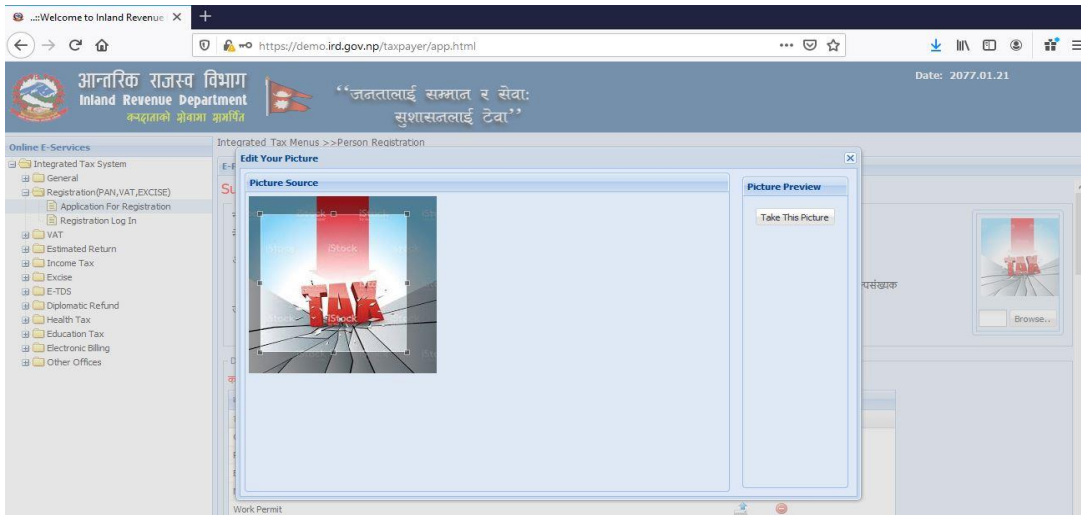 ..::Welcome to Inland Revenue
https://demo.ird.gov.np/taxpayer/app.html
आन्तरिक राजस्व विभाग
Inland Revenue Department
Date: 2077.01.21
‘‘जनतालाई सम्मान र सेवाः
सुशासनलाई टेवा’’
Online E-Services
Integrated Tax System
General
Registration(PAN,VAT,EXCISE)
Application For Registration
Registration Log In
VAT
Estimated Return
Income Tax
Excise
E-TDS
Diplomatic Refund
Health Tax
Education Tax
Electronic Billing
Other Offices
Integrated Tax Menus >>Person Registration
Edit Your Picture
Picture Source
iStock
TAX
iStock
Picture Preview
Take This Picture
TAX
Browse...
Work Permit